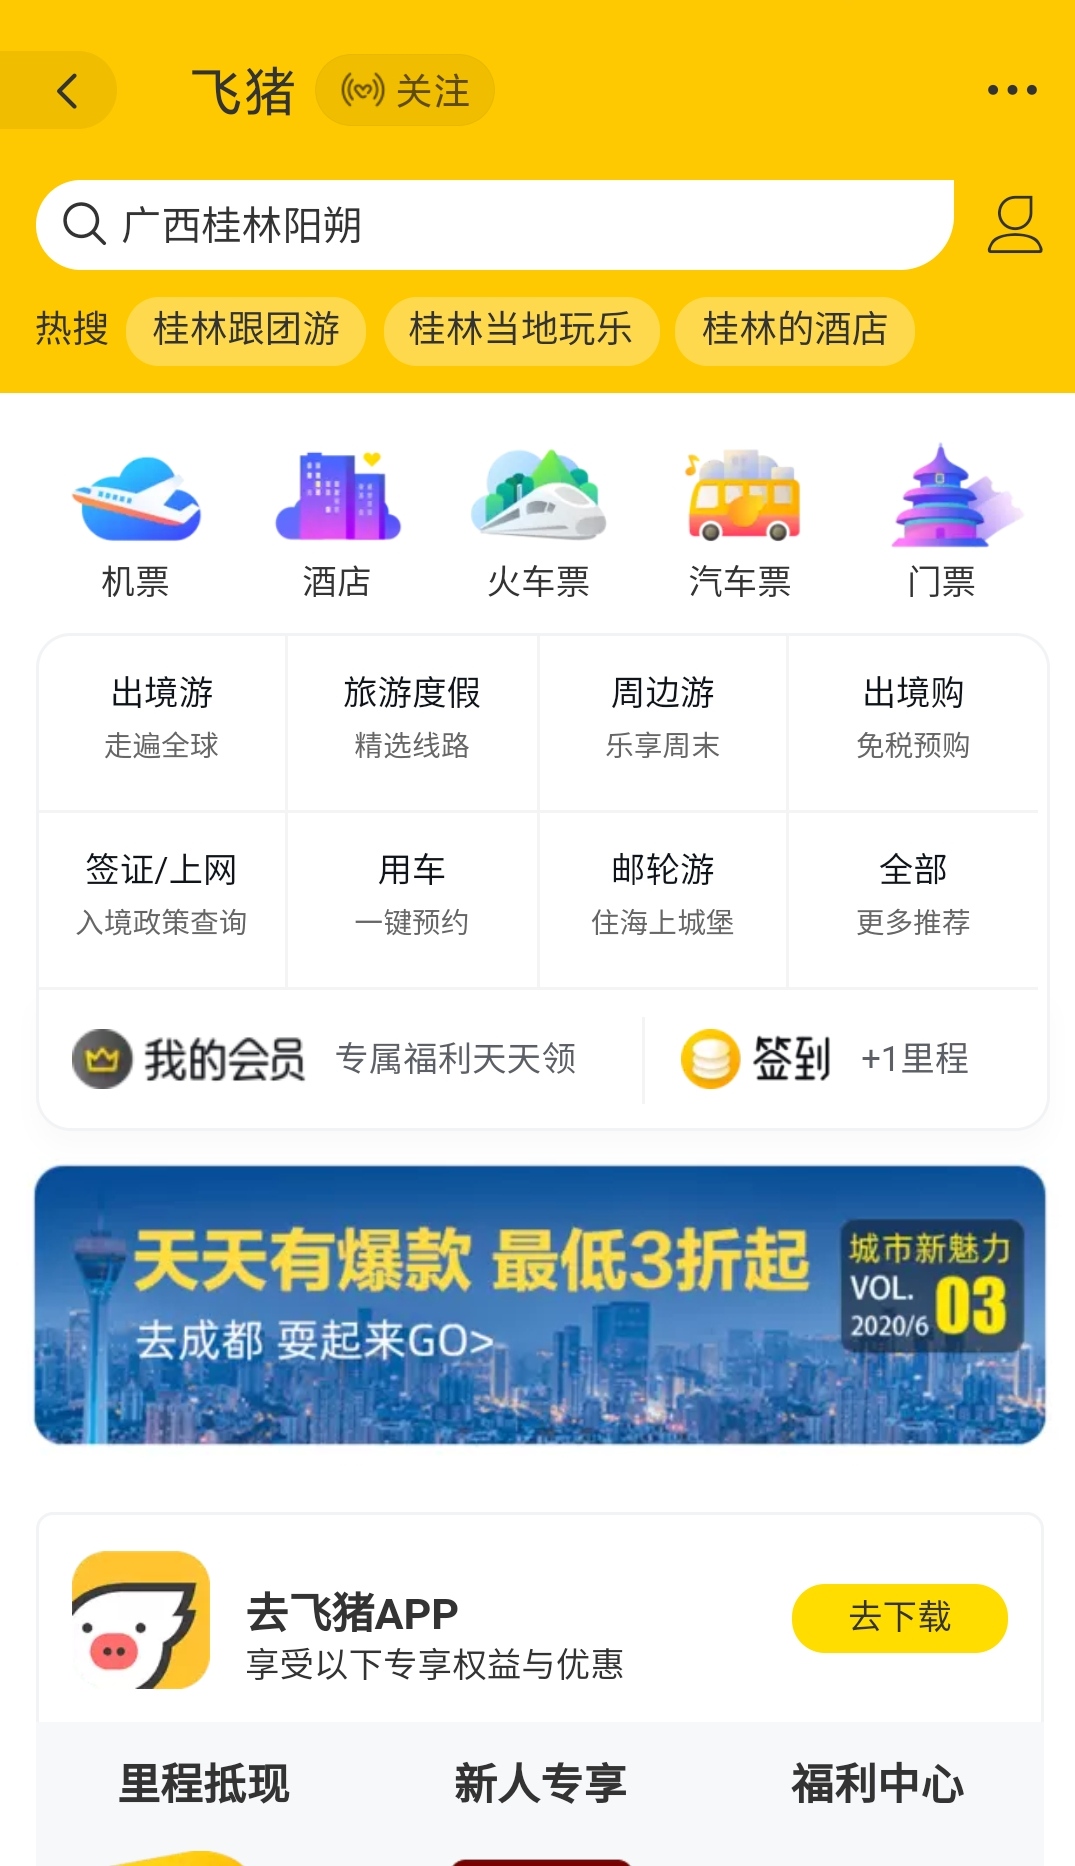 飞猪 关注
广西桂林阳朔
热搜 桂林跟团游 桂林当地玩乐 桂林的酒店
机票 酒店 火车票 汽车票 门票
出境游 旅游度假 周边游 出境购
走遍全球 精选线路 乐享周末 免税预购
签证/上网 用车 邮轮游 全部
入境政策查询 一键预约 住海上城堡 更多推荐
我的会员 专属福利天天领 签到 +1里程
天天有爆款 最低3折起
去成都 耍起来GO>
城市新魅力
VOL. 03
2020/6
去飞猪APP
享受以下专享权益与优惠
去下载
里程抵现 新人专享 福利中心